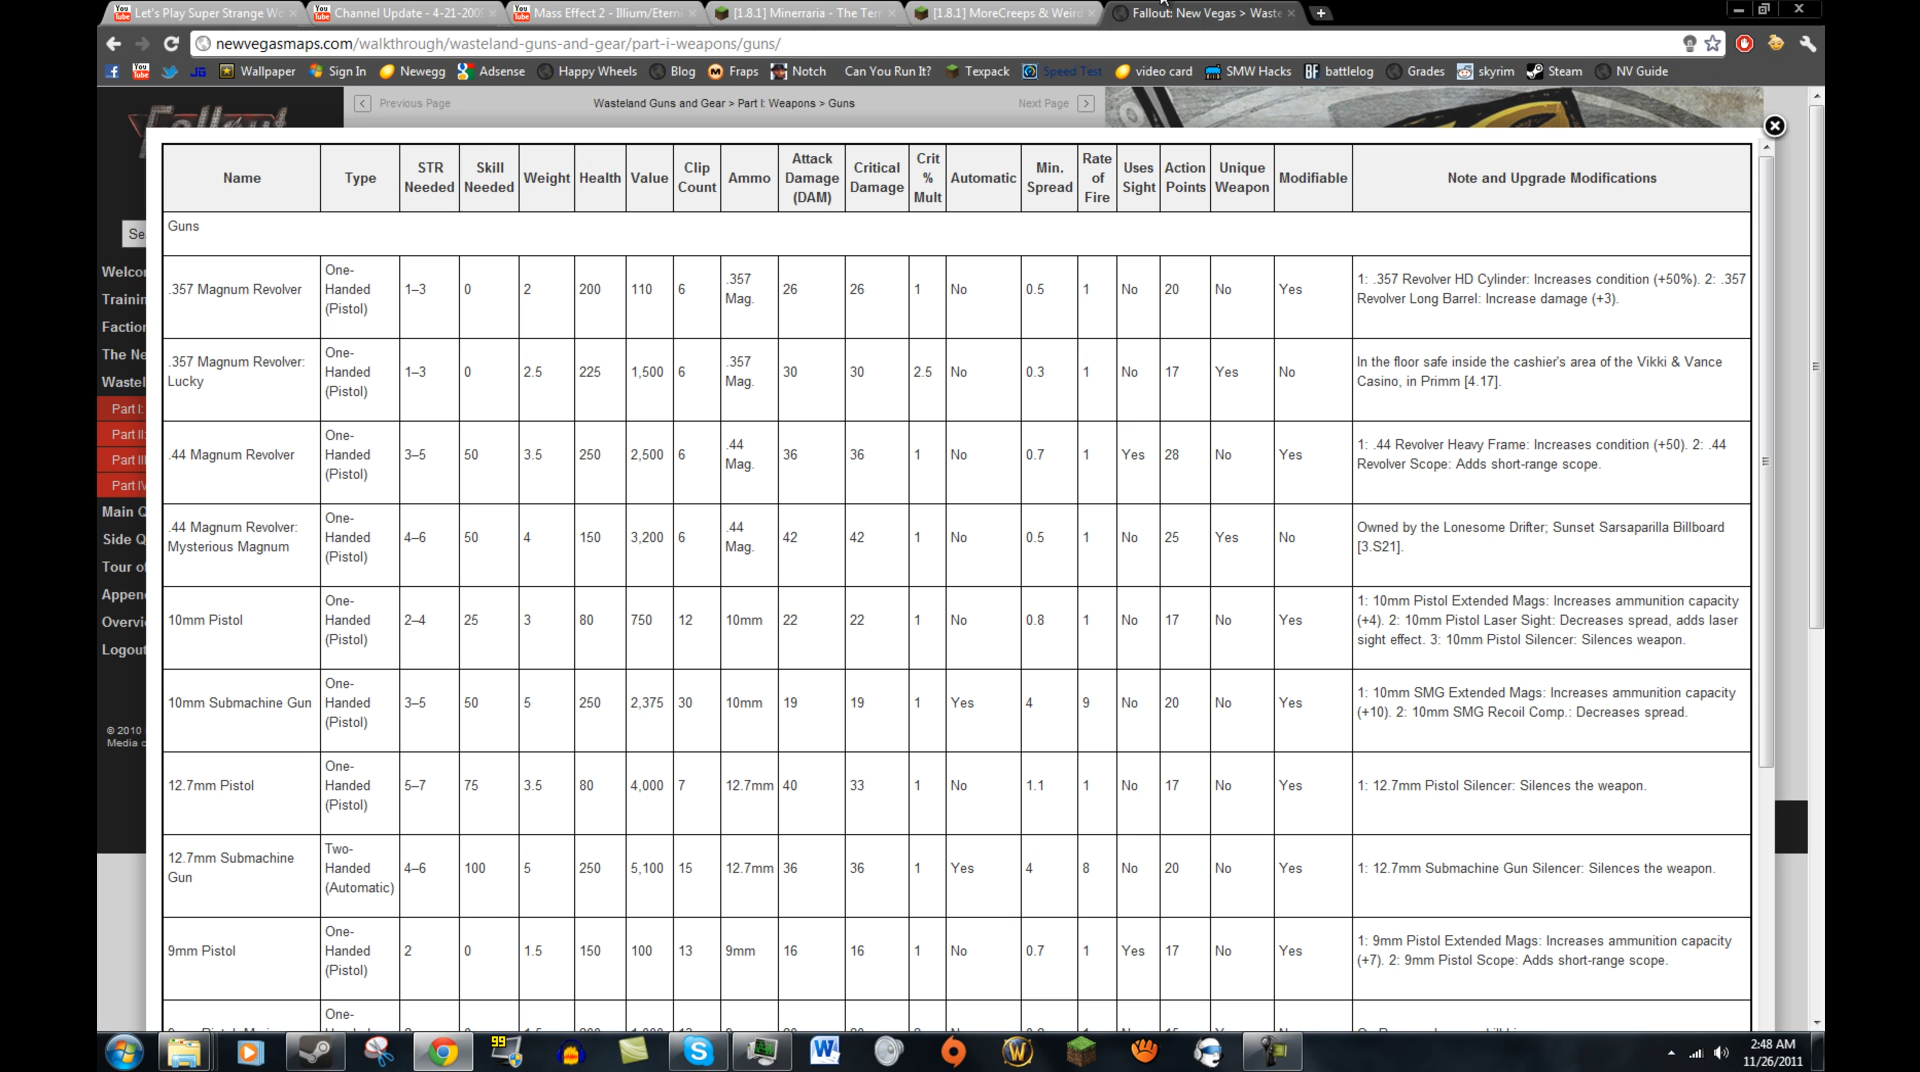 Let's Play Super Strange Wo
Channel Update - 4-21-2009
Mass Effect 2 - Illium/Eterni
[1.8.1] Minerraria - The Terr
[1.8.1] MoreCreeps & Weird
Fallout: New Vegas > Waste
newvegasmaps.com/walkthrough/wasteland-guns-and-gear/part-i-weapons/guns/
Wallpaper Sign In Newegg Adsense Happy Wheels Blog Fraps Notch Can You Run It? Texpack Speed Test video card SMW Hacks battlelog Grades skyrim Steam NV Guide
Previous Page Wasteland Guns and Gear > Part I: Weapons > Guns Next Page
Fallout
Se
Welco
Trainin
Faction
The Ne
Wastel
Part I:
Part II:
Part III
Part IV
Main Q
Side Q
Tour of
Appen
Overvi
Logout
© 2010
Media c
Name Type STR Needed Skill Needed Weight Health Value Clip Count Ammo Attack Damage (DAM) Critical Damage Crit % Mult Automatic Min. Spread Rate of Fire Uses Sight Action Points Unique Weapon Modifiable Note and Upgrade Modifications
Guns
.357 Magnum Revolver One-Handed (Pistol) 1–3 0 2 200 110 6 .357 Mag. 26 26 1 No 0.5 1 No 20 No Yes 1: .357 Revolver HD Cylinder: Increases condition (+50%). 2: .357 Revolver Long Barrel: Increase damage (+3).
.357 Magnum Revolver: Lucky One-Handed (Pistol) 1–3 0 2.5 225 1,500 6 .357 Mag. 30 30 2.5 No 0.3 1 No 17 Yes No In the floor safe inside the cashier's area of the Vikki & Vance Casino, in Primm [4.17].
.44 Magnum Revolver One-Handed (Pistol) 3–5 50 3.5 250 2,500 6 .44 Mag. 36 36 1 No 0.7 1 Yes 28 No Yes 1: .44 Revolver Heavy Frame: Increases condition (+50). 2: .44 Revolver Scope: Adds short-range scope.
.44 Magnum Revolver: Mysterious Magnum One-Handed (Pistol) 4–6 50 4 150 3,200 6 .44 Mag. 42 42 1 No 0.5 1 No 25 Yes No Owned by the Lonesome Drifter; Sunset Sarsaparilla Billboard [3.S21].
10mm Pistol One-Handed (Pistol) 2–4 25 3 80 750 12 10mm 22 22 1 No 0.8 1 No 17 No Yes 1: 10mm Pistol Extended Mags: Increases ammunition capacity (+4). 2: 10mm Pistol Laser Sight: Decreases spread, adds laser sight effect. 3: 10mm Pistol Silencer: Silences weapon.
10mm Submachine Gun One-Handed (Pistol) 3–5 50 5 250 2,375 30 10mm 19 19 1 Yes 4 9 No 20 No Yes 1: 10mm SMG Extended Mags: Increases ammunition capacity (+10). 2: 10mm SMG Recoil Comp.: Decreases spread.
12.7mm Pistol One-Handed (Pistol) 5–7 75 3.5 80 4,000 7 12.7mm 40 33 1 No 1.1 1 No 17 No Yes 1: 12.7mm Pistol Silencer: Silences the weapon.
12.7mm Submachine Gun Two-Handed (Automatic) 4–6 100 5 250 5,100 15 12.7mm 36 36 1 Yes 4 8 No 20 No Yes 1: 12.7mm Submachine Gun Silencer: Silences the weapon.
9mm Pistol One-Handed (Pistol) 2 0 1.5 150 100 13 9mm 16 16 1 No 0.7 1 Yes 17 No Yes 1: 9mm Pistol Extended Mags: Increases ammunition capacity (+7). 2: 9mm Pistol Scope: Adds short-range scope.
One-
99
2:48 AM
11/26/2011